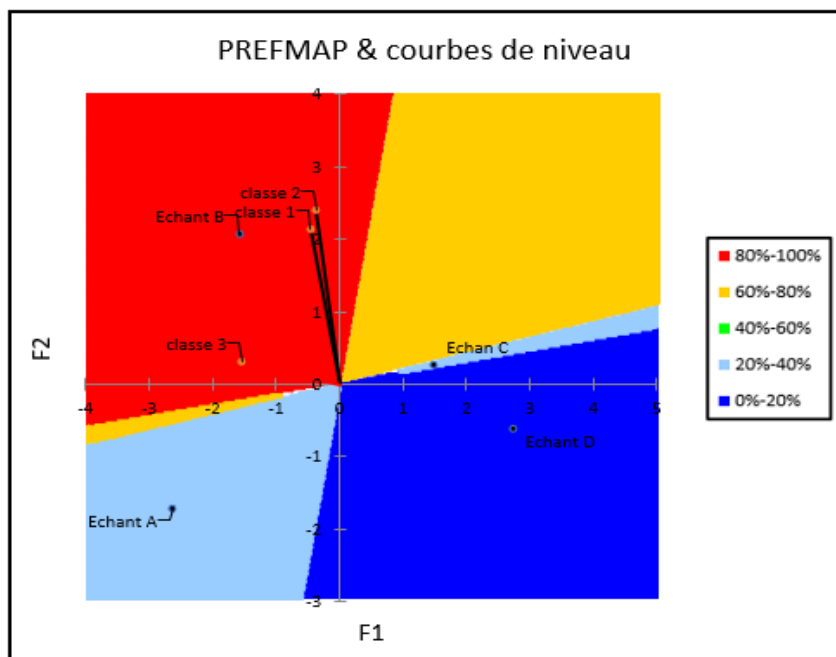 PREFMAP & courbes de niveau
4
3
classe 2
classe 1
Echant B
2
1
classe 3
Echan C
F2
0
-4
-3
-2
-1
0
1
2
3
4
5
-1
Echant D
Echant A
-2
-3
F1
80%-100%
60%-80%
40%-60%
20%-40%
0%-20%